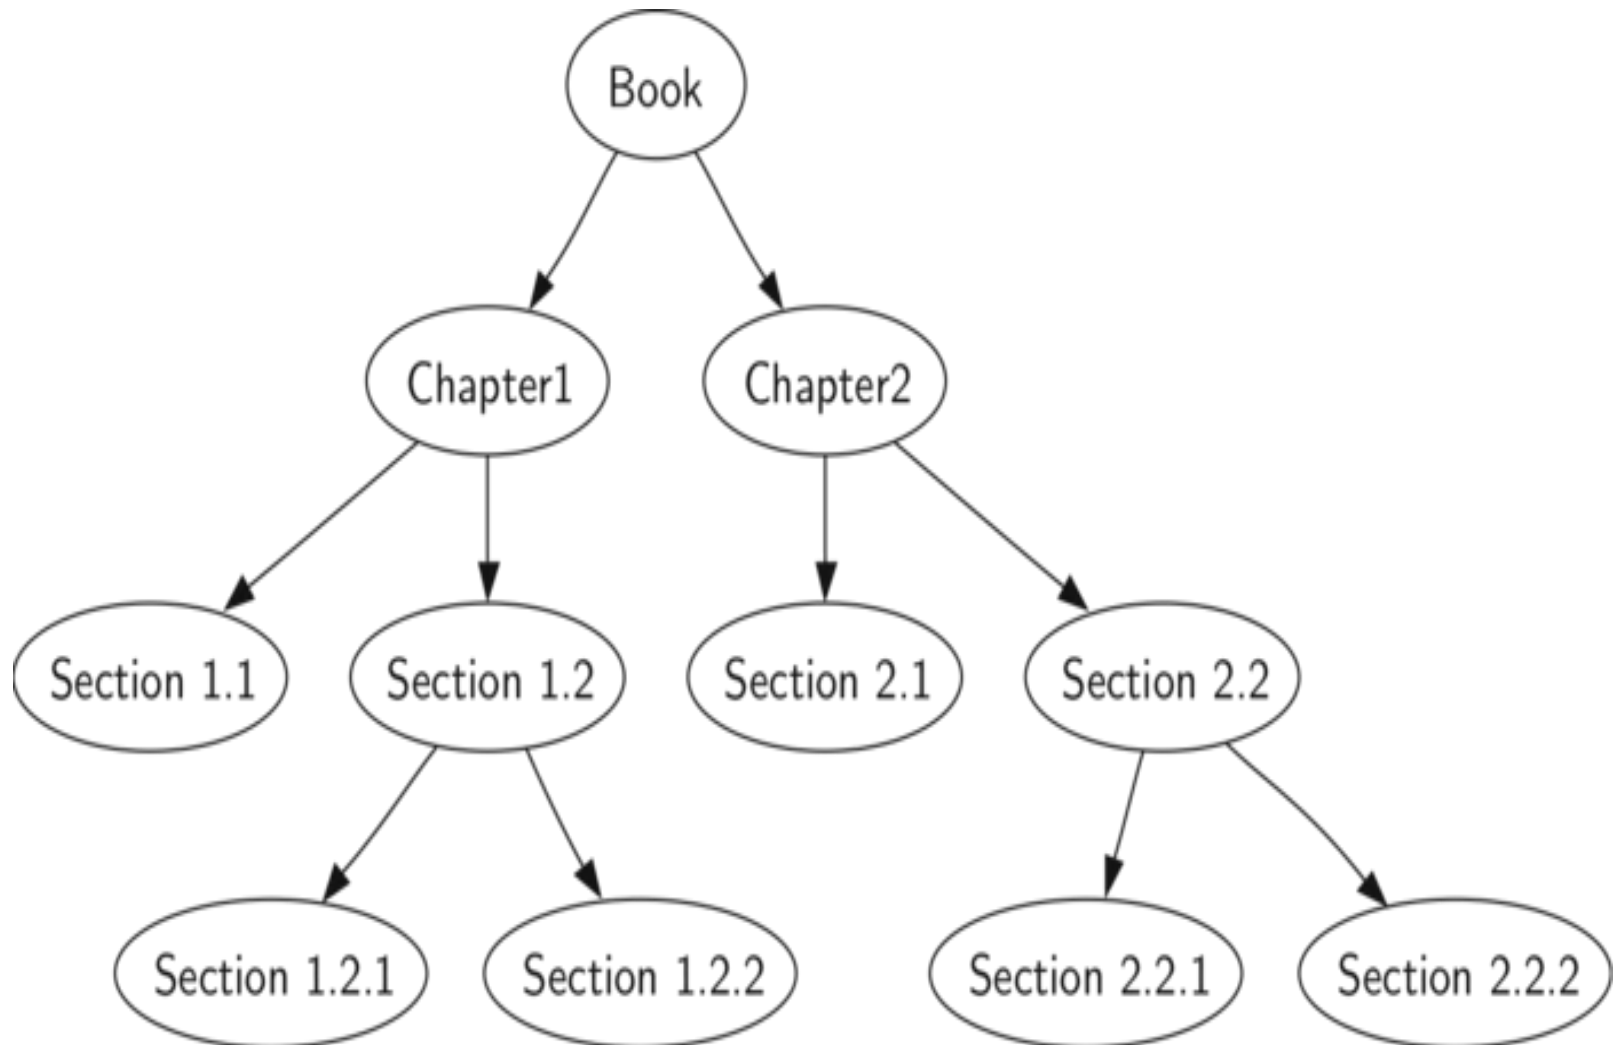 Book
Chapter1
Chapter2
Section 1.1
Section 1.2
Section 2.1
Section 2.2
Section 1.2.1
Section 1.2.2
Section 2.2.1
Section 2.2.2